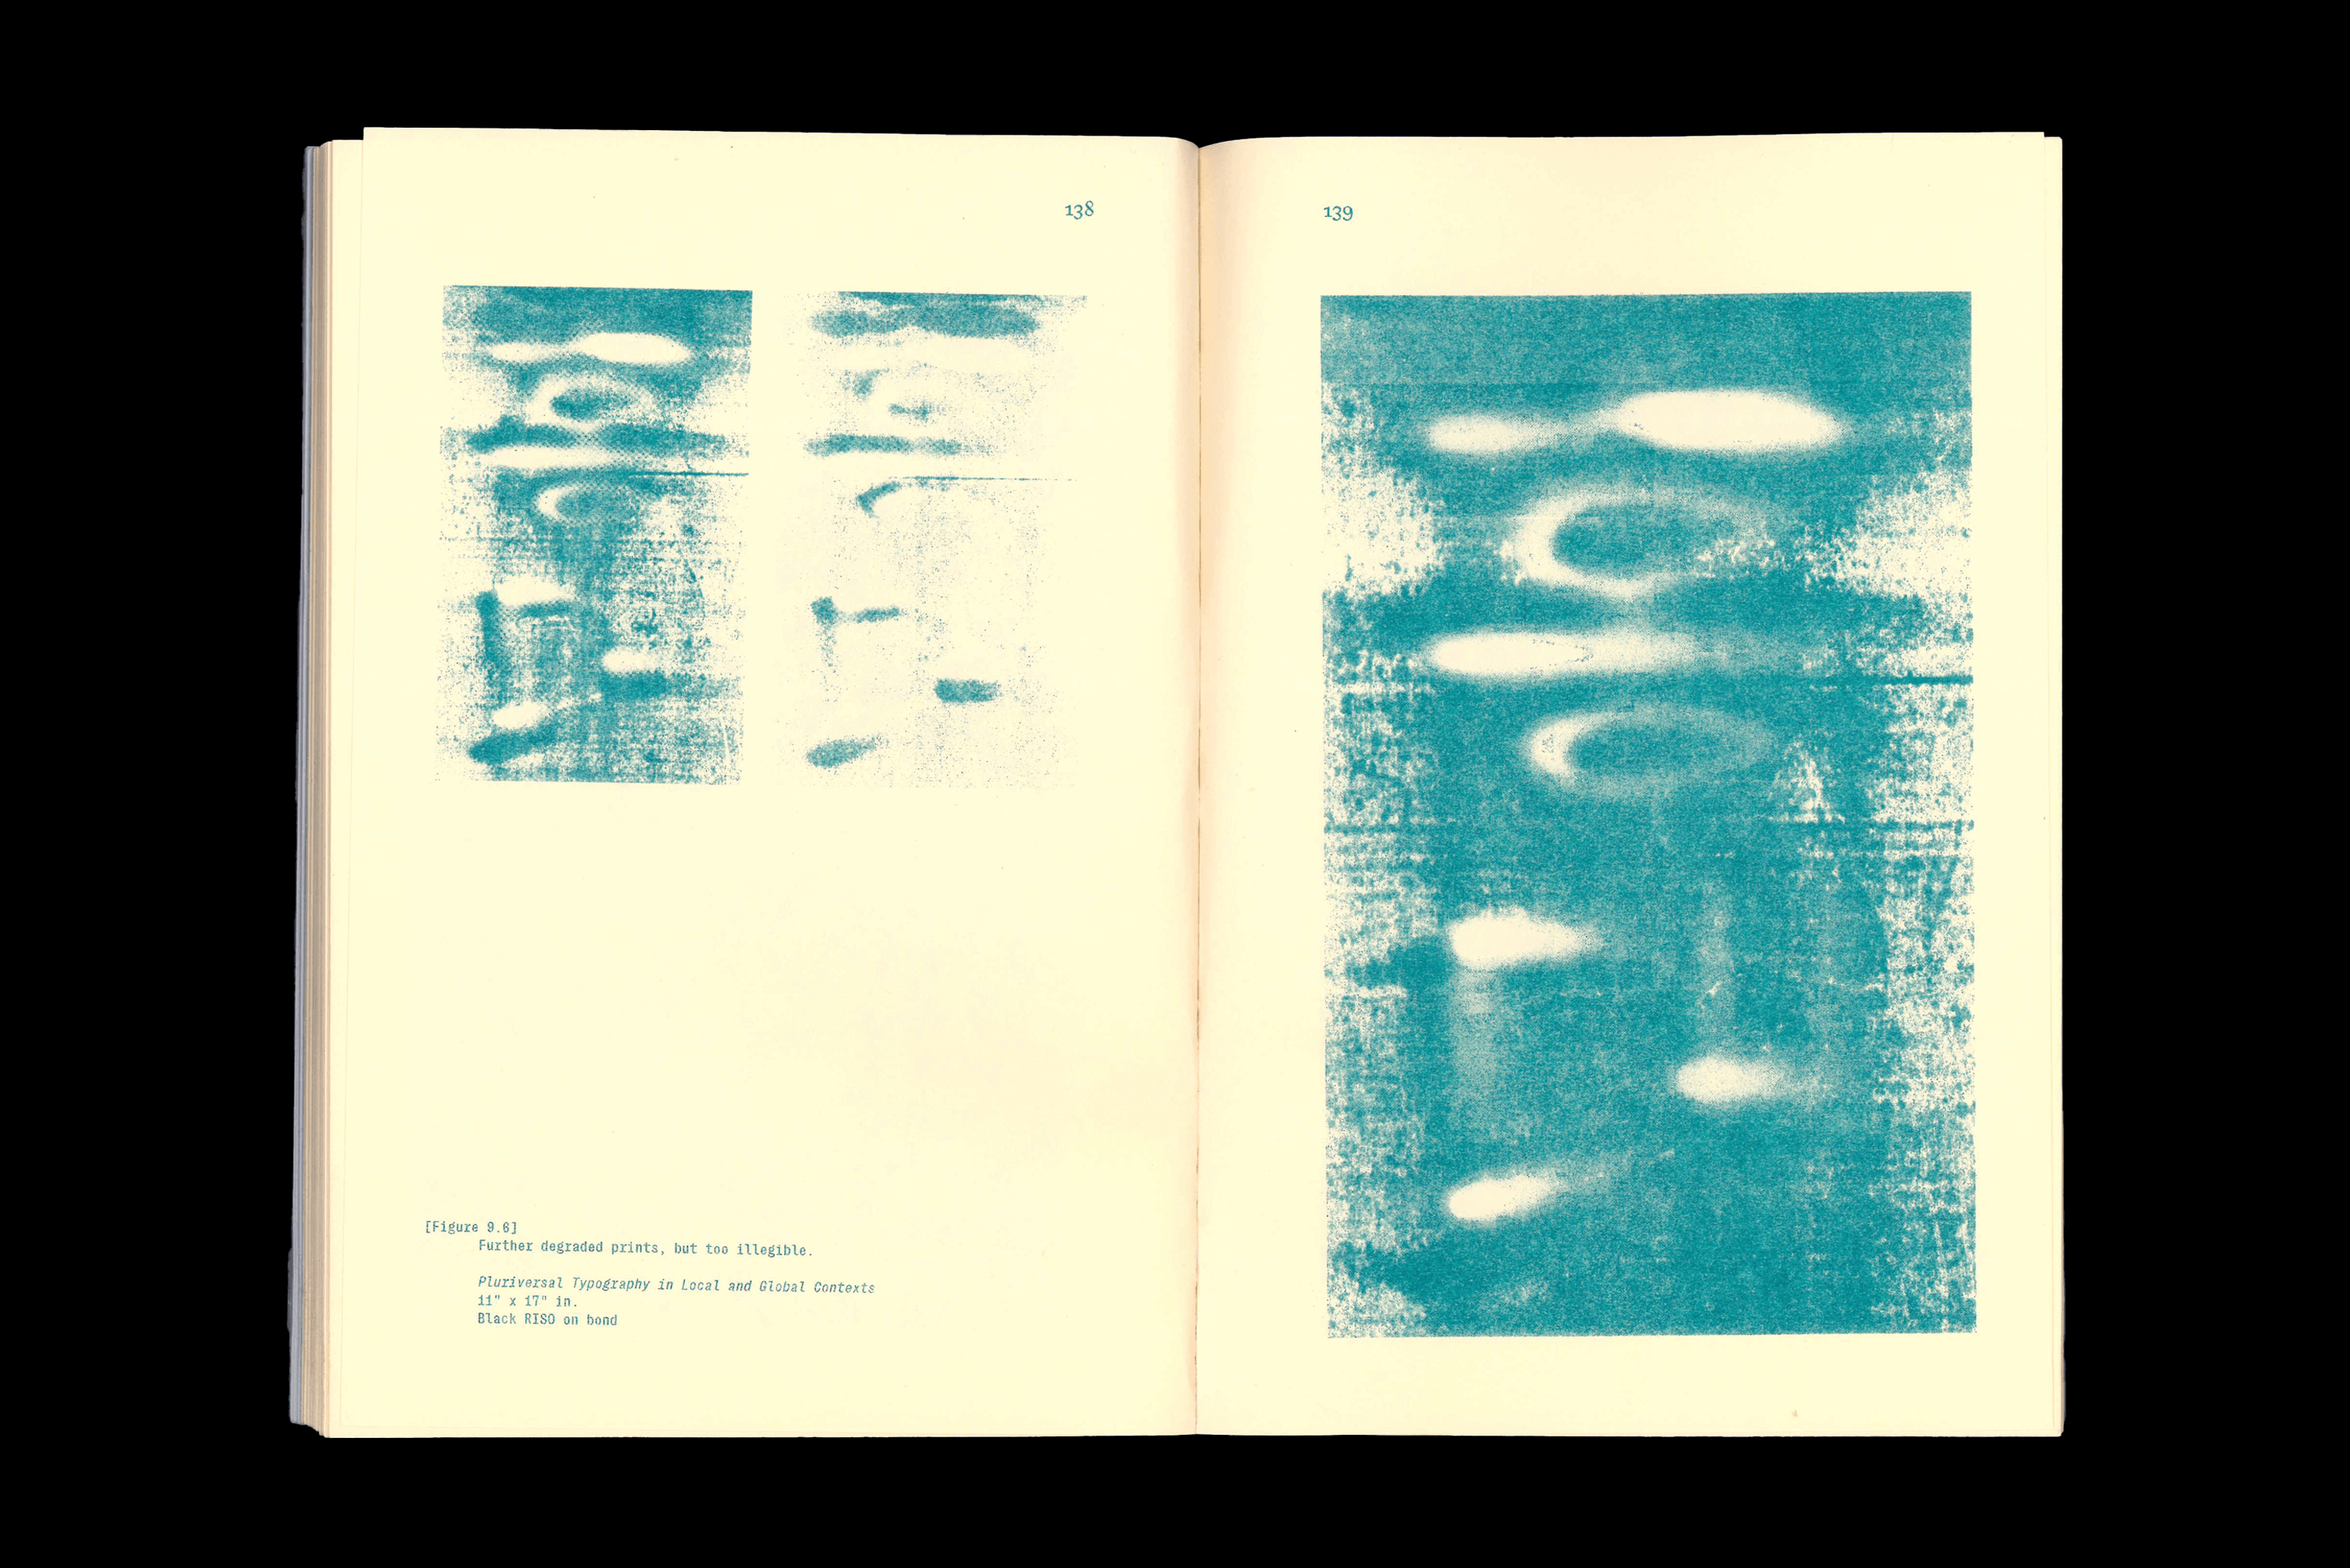 138
[Figure 9.6]
Further degraded prints, but too illegible.
Pluriversal Typography in Local and Global Contexts
11" x 17" in.
Black RISO on bond
139